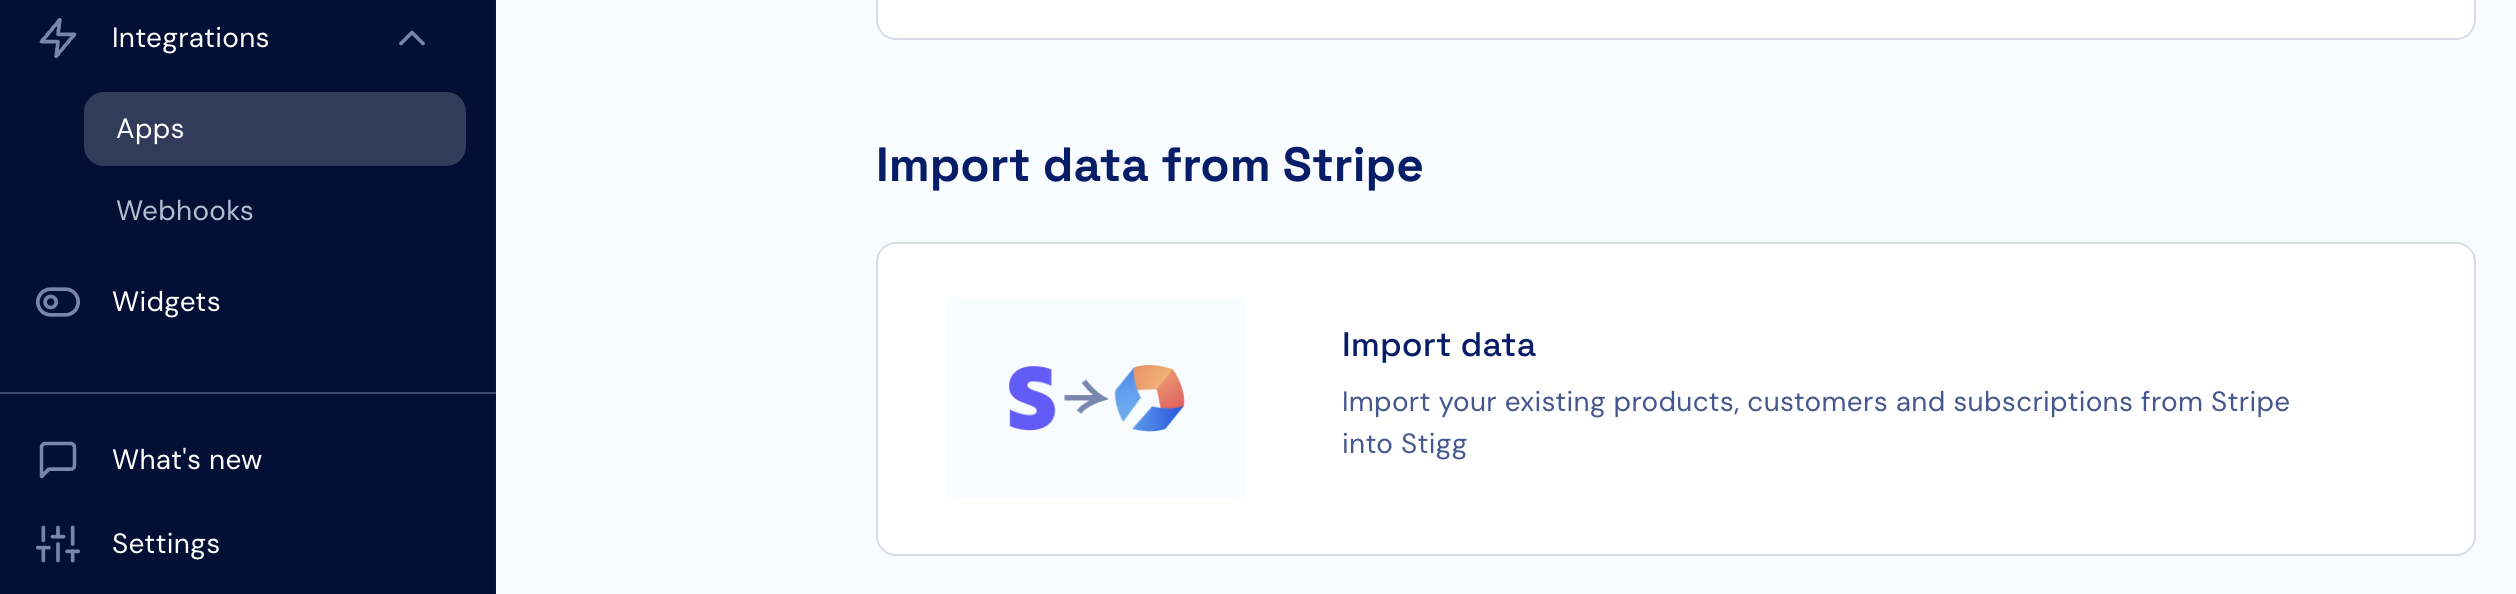 Integrations
Apps
Webhooks
Widgets
What's new
Settings
Import data from Stripe
Import data
Import your existing products, customers and subscriptions from Stripe
into Stigg